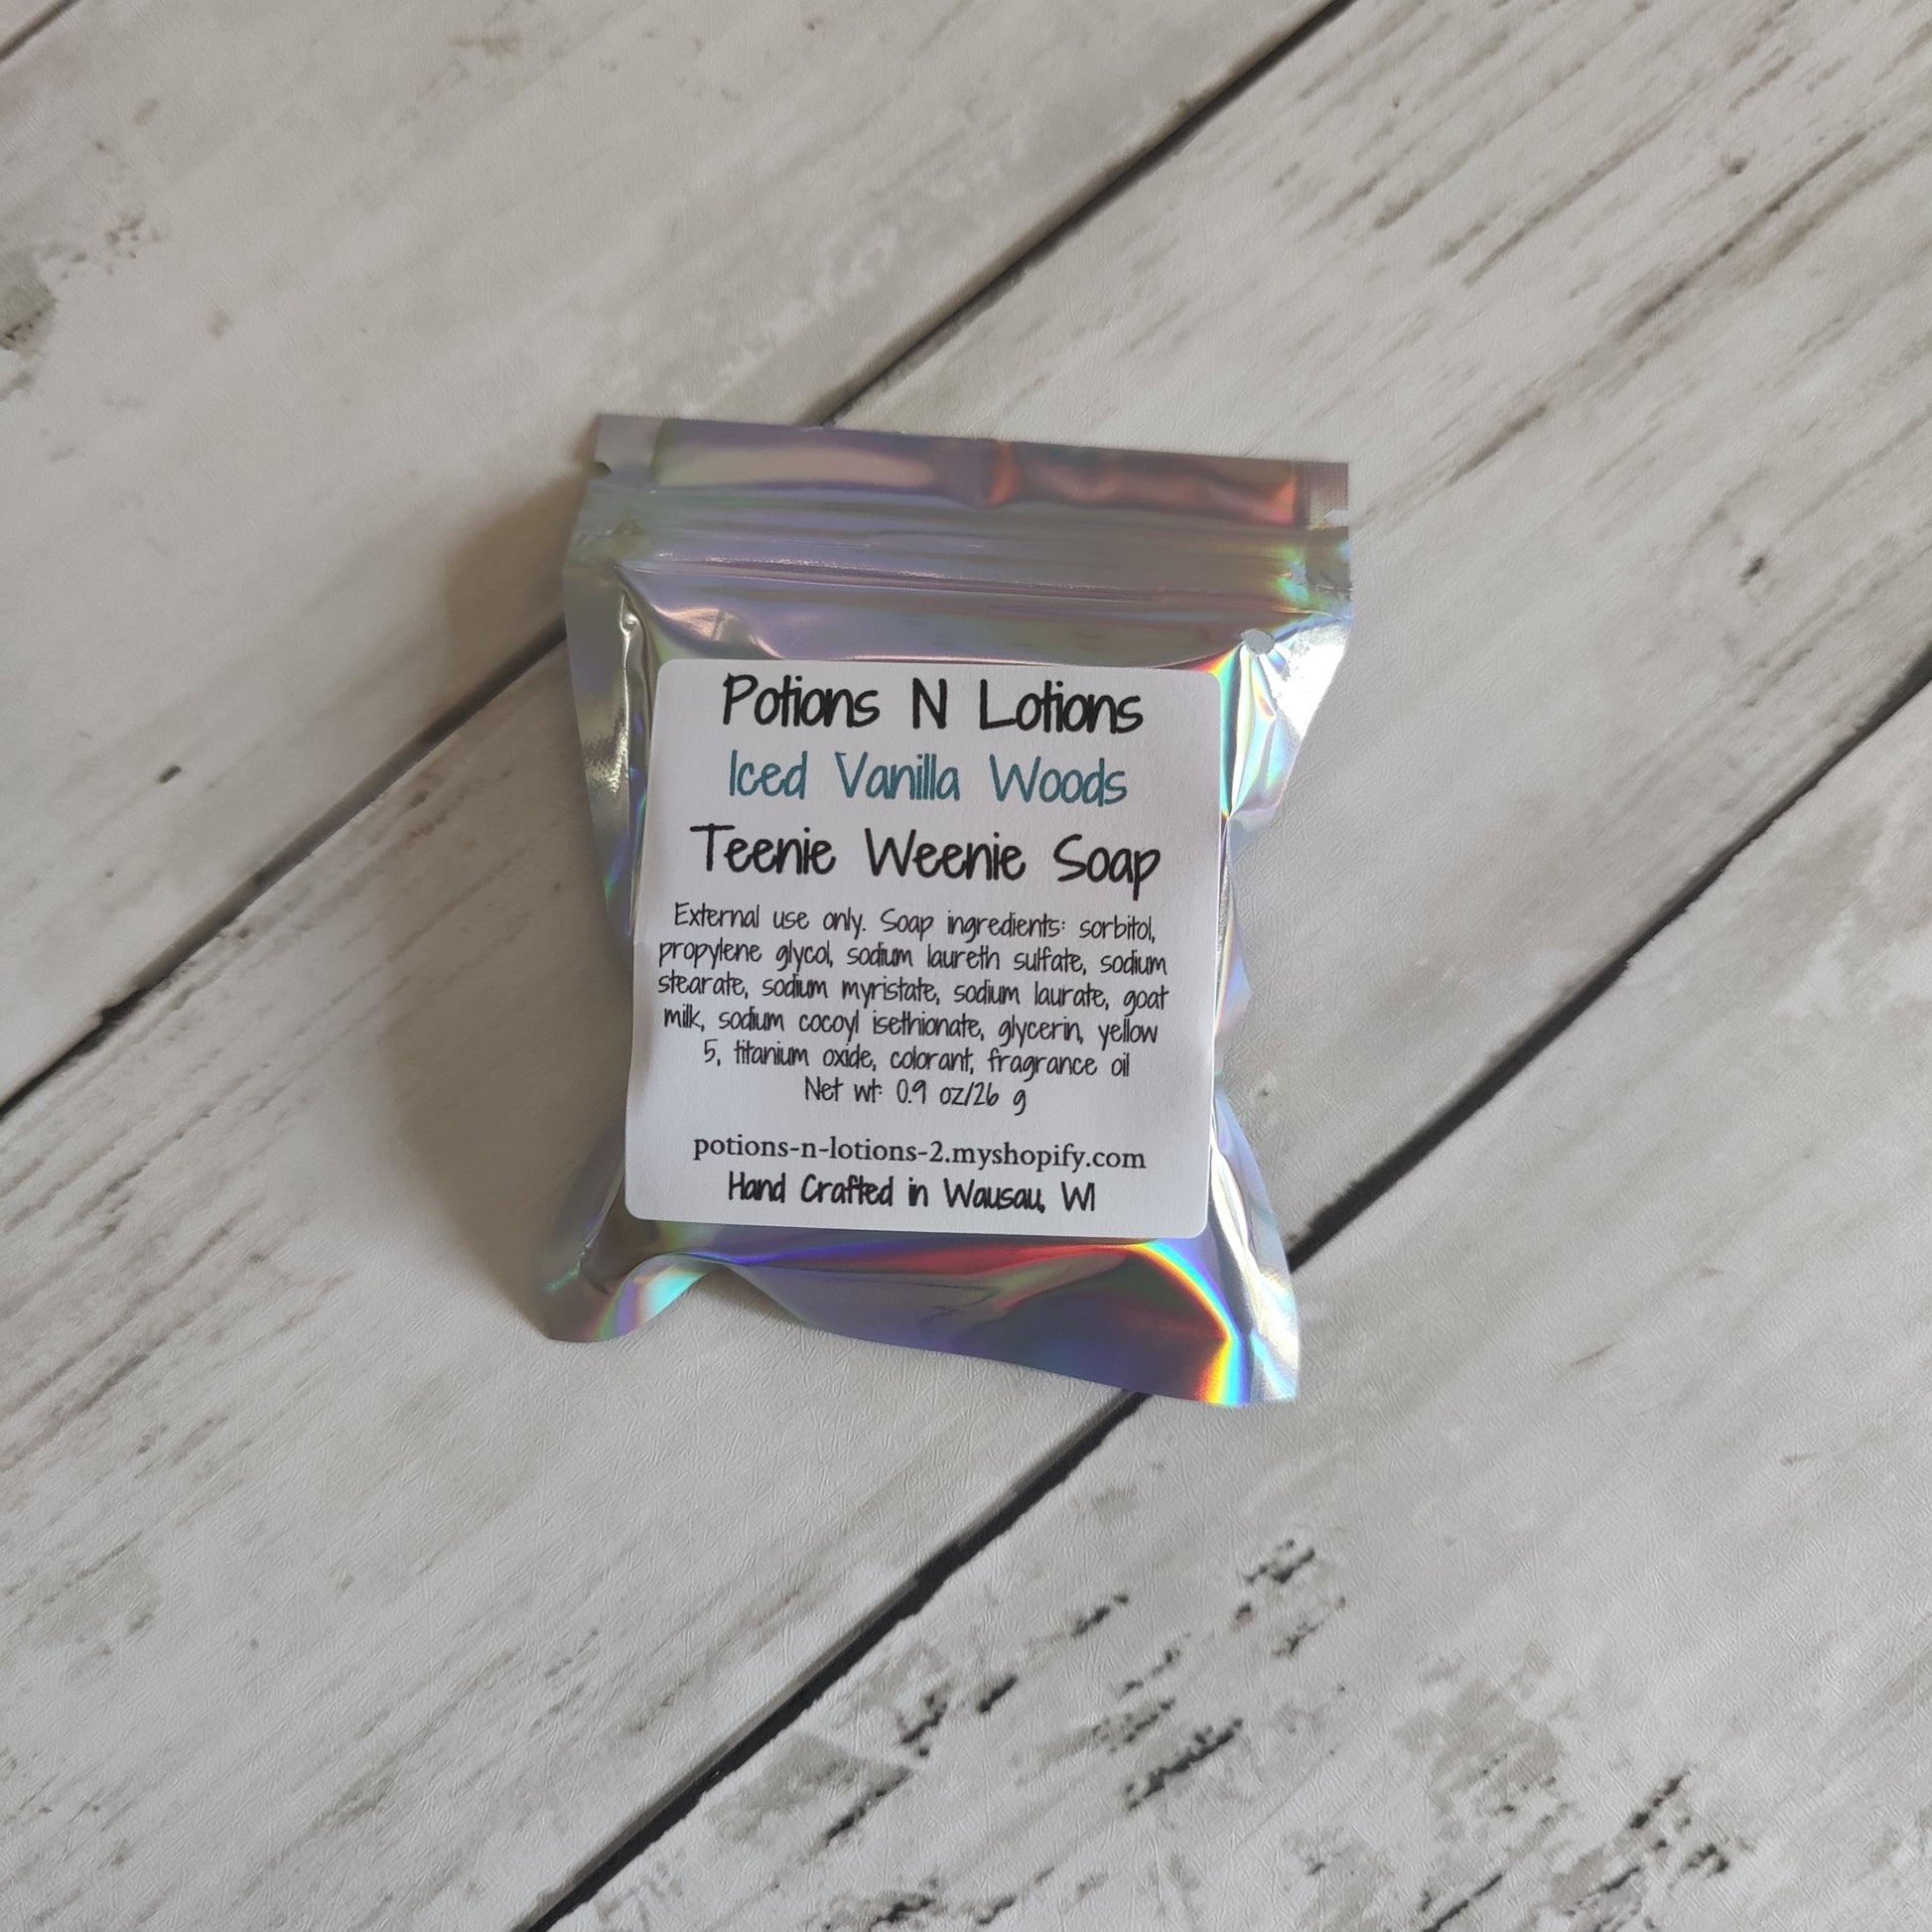 Potions N Lotions
Iced Vanilla Woods
Teenie Weenie Soap
External use only. Soap ingredients: sorbitol,
propylene glycol, sodium laureth sulfate, sodium
stearate, sodium myristate, sodium laurate, goat
milk, sodium cocoyl isethionate, glycerin, yellow
5, titanium oxide, colorant, fragrance oil
Net wt: 0.9 oz/26 g
potions-n-lotions-2.myshopify.com
Hand Crafted in Wausau, WI